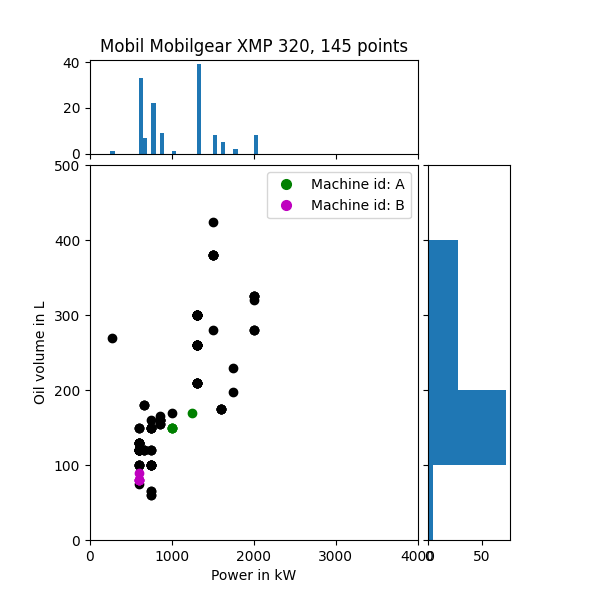 Mobil Mobilgear XMP 320, 145 points
40
20
0
500
400
300
200
100
0
Oil volume in L
Machine id: A
Machine id: B
0 1000 2000 3000 4000
0 50
Power in kW